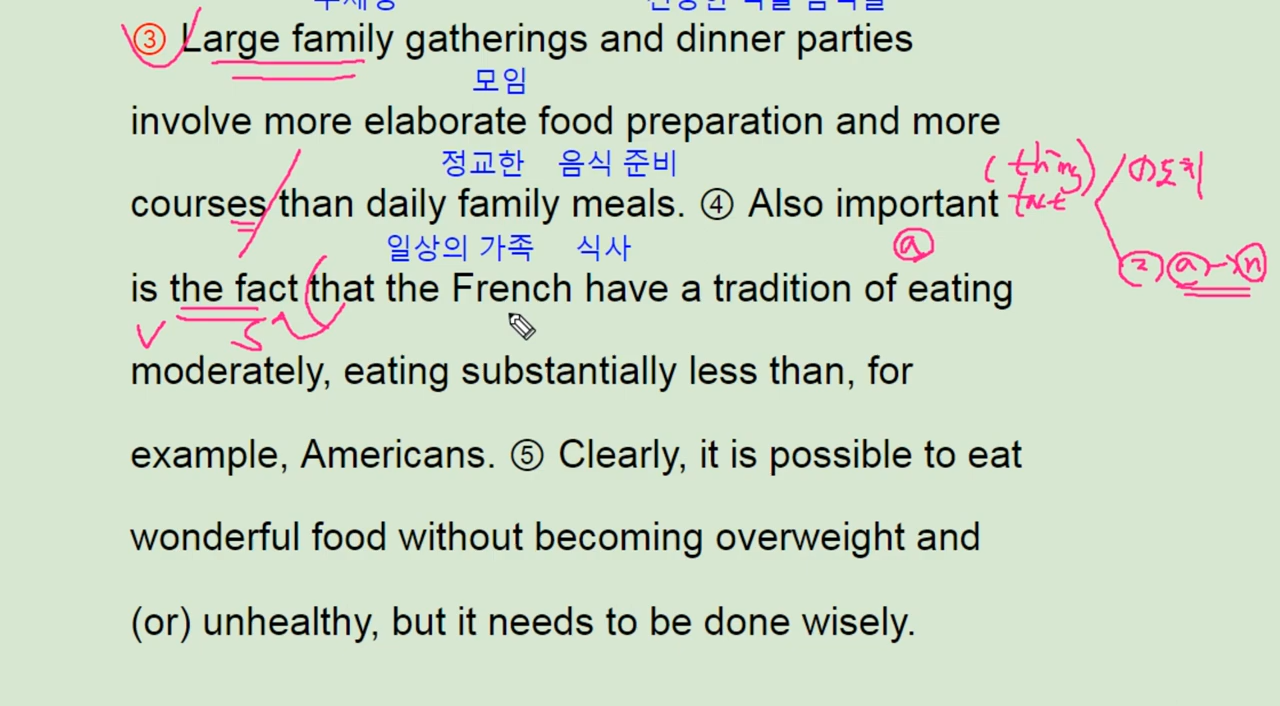 ③ Large family gatherings and dinner parties
모임
involve more elaborate food preparation and more
정교한 음식 준비
(thing)
courses than daily family meals. ④ Also important fact
일상의 가족 식사 ⓐ
② ⓐ → ⓝ
is the fact that the French have a tradition of eating
V S
moderately, eating substantially less than, for
example, Americans. ⑤ Clearly, it is possible to eat
wonderful food without becoming overweight and
(or) unhealthy, but it needs to be done wisely.